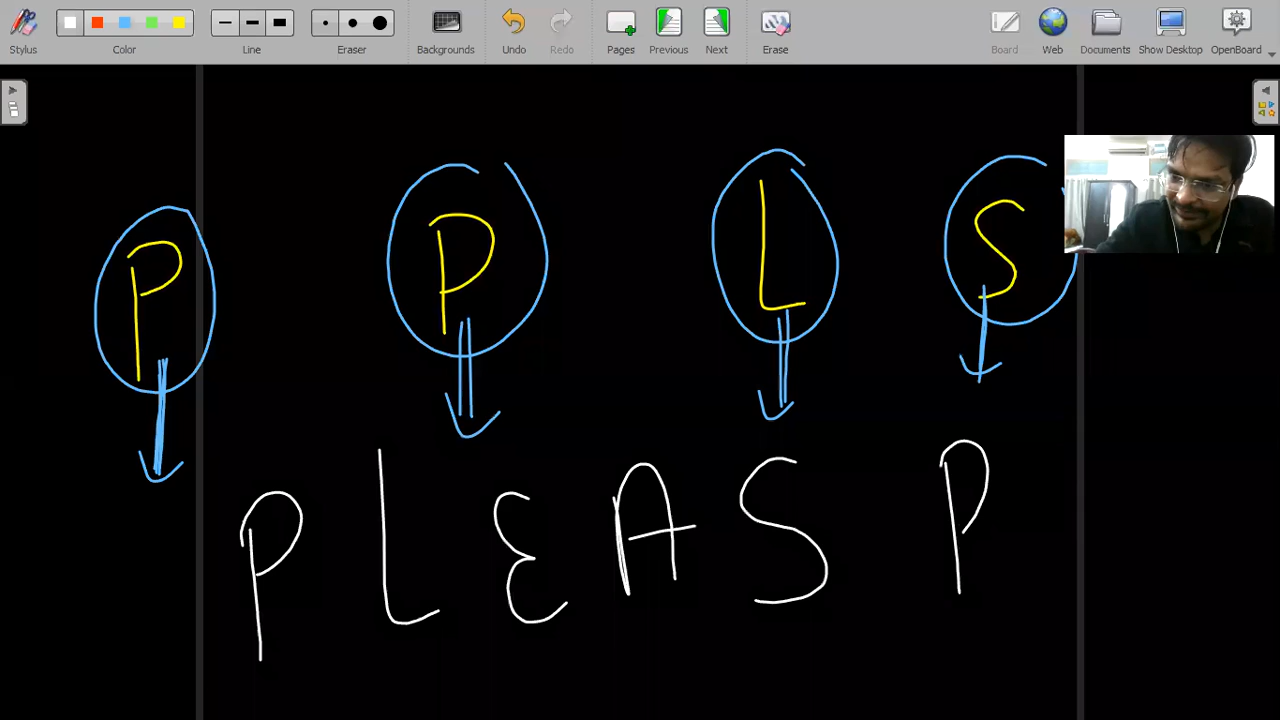 Stylus Color Line Eraser Backgrounds Undo Redo Pages Previous Next Erase Board Web Documents Show Desktop OpenBoard
P P L S
P L E A S P